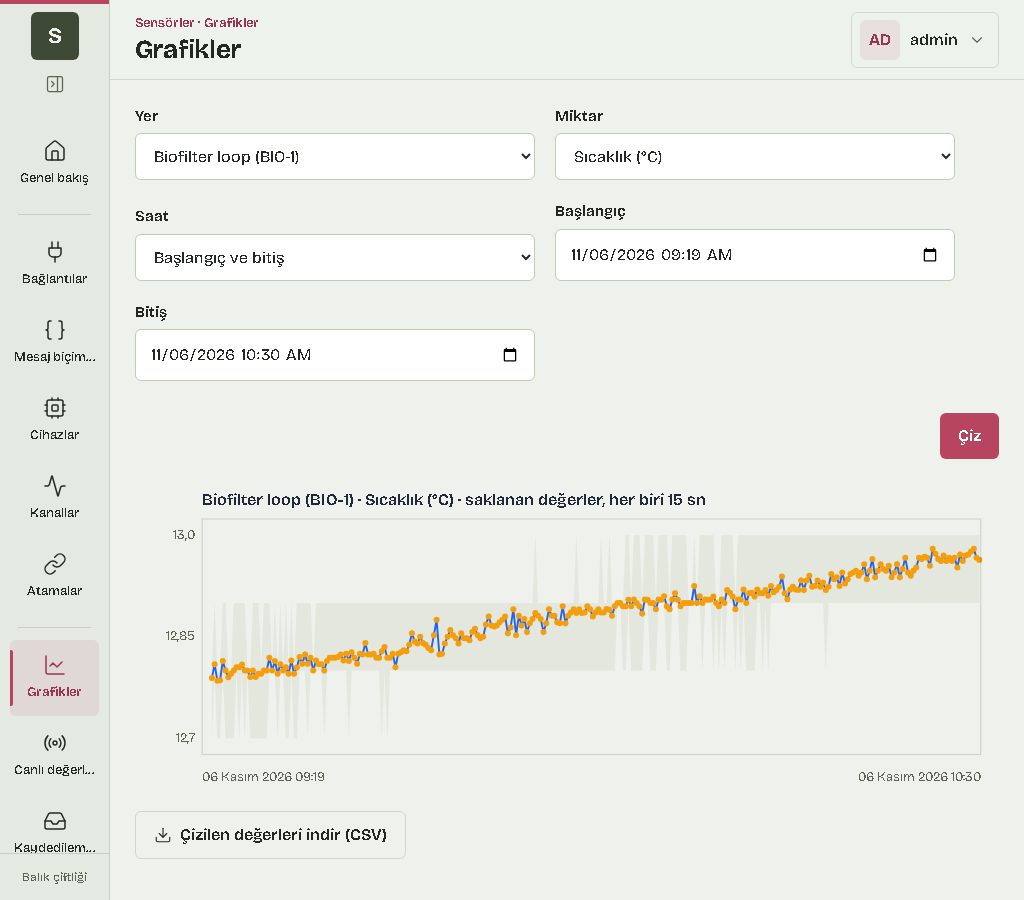 S
Genel bakış
Bağlantılar
Mesaj biçim...
Cihazlar
Kanallar
Atamalar
Grafikler
Canlı değerl...
Kaydedilem...
Balık çiftliği
Sensörler · Grafikler
Grafikler
AD admin
Yer
Biofilter loop (BIO-1)
Miktar
Sıcaklık (°C)
Saat
Başlangıç ve bitiş
Başlangıç
11/06/2026 09:19 AM
Bitiş
11/06/2026 10:30 AM
Çiz
Biofilter loop (BIO-1) · Sıcaklık (°C) · saklanan değerler, her biri 15 sn
13,0
12,85
12,7
06 Kasım 2026 09:19
06 Kasım 2026 10:30
Çizilen değerleri indir (CSV)